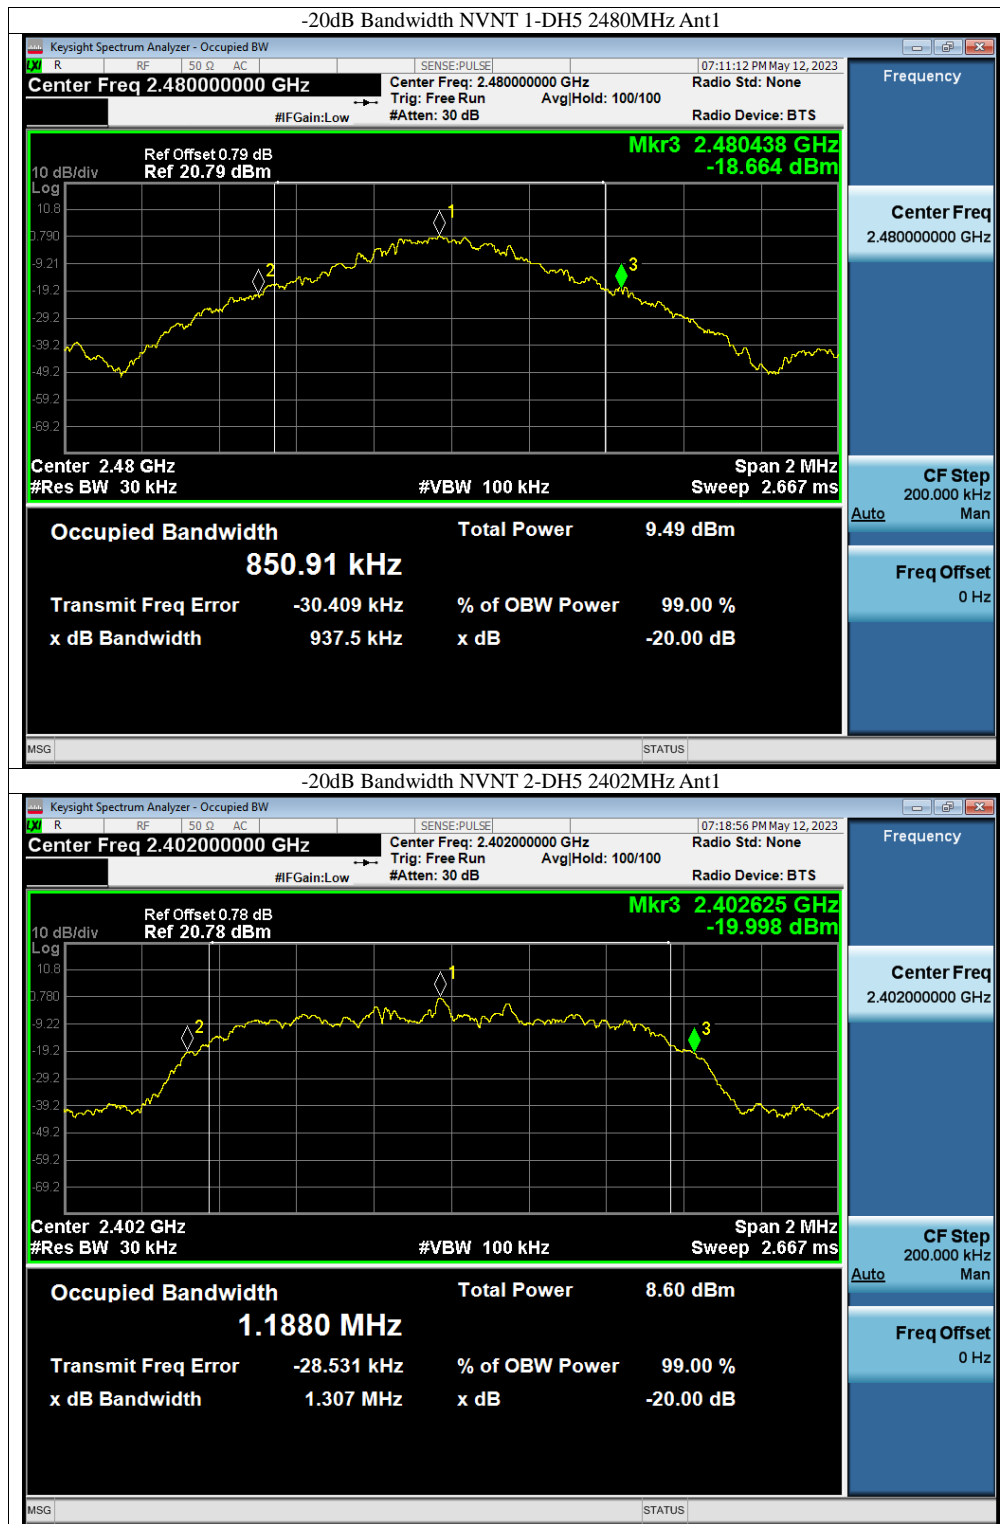 -20dB Bandwidth NVNT 1-DH5 2480MHz Ant1
Keysight Spectrum Analyzer - Occupied BW
LXI R RF 50 Ω AC SENSE:PULSE 07:11:12 PM May 12, 2023
Center Freq 2.480000000 GHz
Center Freq: 2.480000000 GHz Radio Std: None
Trig: Free Run Avg|Hold: 100/100
#IFGain:Low #Atten: 30 dB Radio Device: BTS
Frequency
Mkr3 2.480438 GHz
-18.664 dBm
Ref Offset 0.79 dB
10 dB/div Ref 20.79 dBm
Log
10.8
0.790
-9.21
-19.2
-29.2
-39.2
-49.2
-59.2
-69.2
1
2
3
Center 2.48 GHz Span 2 MHz
#Res BW 30 kHz #VBW 100 kHz Sweep 2.667 ms
Center Freq
2.480000000 GHz
CF Step
200.000 kHz
Auto Man
Freq Offset
0 Hz
Occupied Bandwidth Total Power 9.49 dBm
850.91 kHz
Transmit Freq Error -30.409 kHz % of OBW Power 99.00 %
x dB Bandwidth 937.5 kHz x dB -20.00 dB
MSG STATUS
-20dB Bandwidth NVNT 2-DH5 2402MHz Ant1
Keysight Spectrum Analyzer - Occupied BW
LXI R RF 50 Ω AC SENSE:PULSE 07:18:56 PM May 12, 2023
Center Freq 2.402000000 GHz
Center Freq: 2.402000000 GHz Radio Std: None
Trig: Free Run Avg|Hold: 100/100
#IFGain:Low #Atten: 30 dB Radio Device: BTS
Frequency
Mkr3 2.402625 GHz
-19.998 dBm
Ref Offset 0.78 dB
10 dB/div Ref 20.78 dBm
Log
10.8
0.780
-9.22
-19.2
-29.2
-39.2
-49.2
-59.2
-69.2
1
2
3
Center 2.402 GHz Span 2 MHz
#Res BW 30 kHz #VBW 100 kHz Sweep 2.667 ms
Center Freq
2.402000000 GHz
CF Step
200.000 kHz
Auto Man
Freq Offset
0 Hz
Occupied Bandwidth Total Power 8.60 dBm
1.1880 MHz
Transmit Freq Error -28.531 kHz % of OBW Power 99.00 %
x dB Bandwidth 1.307 MHz x dB -20.00 dB
MSG STATUS